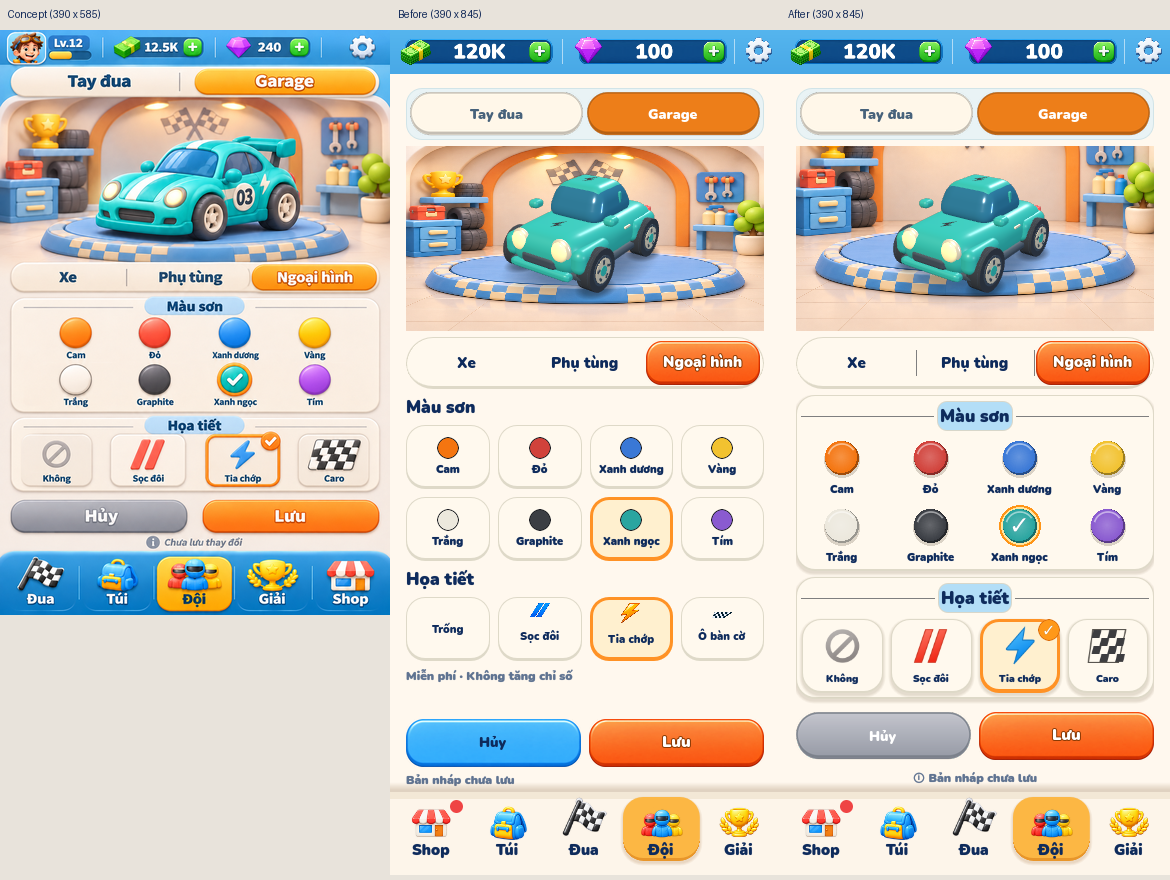 Concept (390 x 585)
Lv.12
12.5K
240
Tay đua
Garage
03
Xe
Phụ tùng
Ngoại hình
Màu sơn
Cam
Đỏ
Xanh dương
Vàng
Trắng
Graphite
Xanh ngọc
Tím
Họa tiết
Không
Sọc đôi
Tia chớp
Caro
Hủy
Lưu
Chưa lưu thay đổi
Đua
Túi
Đội
Giải
Shop
Before (390 x 845)
120K
100
Tay đua
Garage
Xe
Phụ tùng
Ngoại hình
Màu sơn
Cam
Đỏ
Xanh dương
Vàng
Trắng
Graphite
Xanh ngọc
Tím
Họa tiết
Trống
Sọc đôi
Tia chớp
Ô bàn cờ
Miễn phí · Không tăng chỉ số
Hủy
Lưu
Bản nháp chưa lưu
Shop
Túi
Đua
Đội
Giải
After (390 x 845)
120K
100
Tay đua
Garage
Xe
Phụ tùng
Ngoại hình
Màu sơn
Cam
Đỏ
Xanh dương
Vàng
Trắng
Graphite
Xanh ngọc
Tím
Họa tiết
Không
Sọc đôi
Tia chớp
Caro
Hủy
Lưu
Bản nháp chưa lưu
Shop
Túi
Đua
Đội
Giải